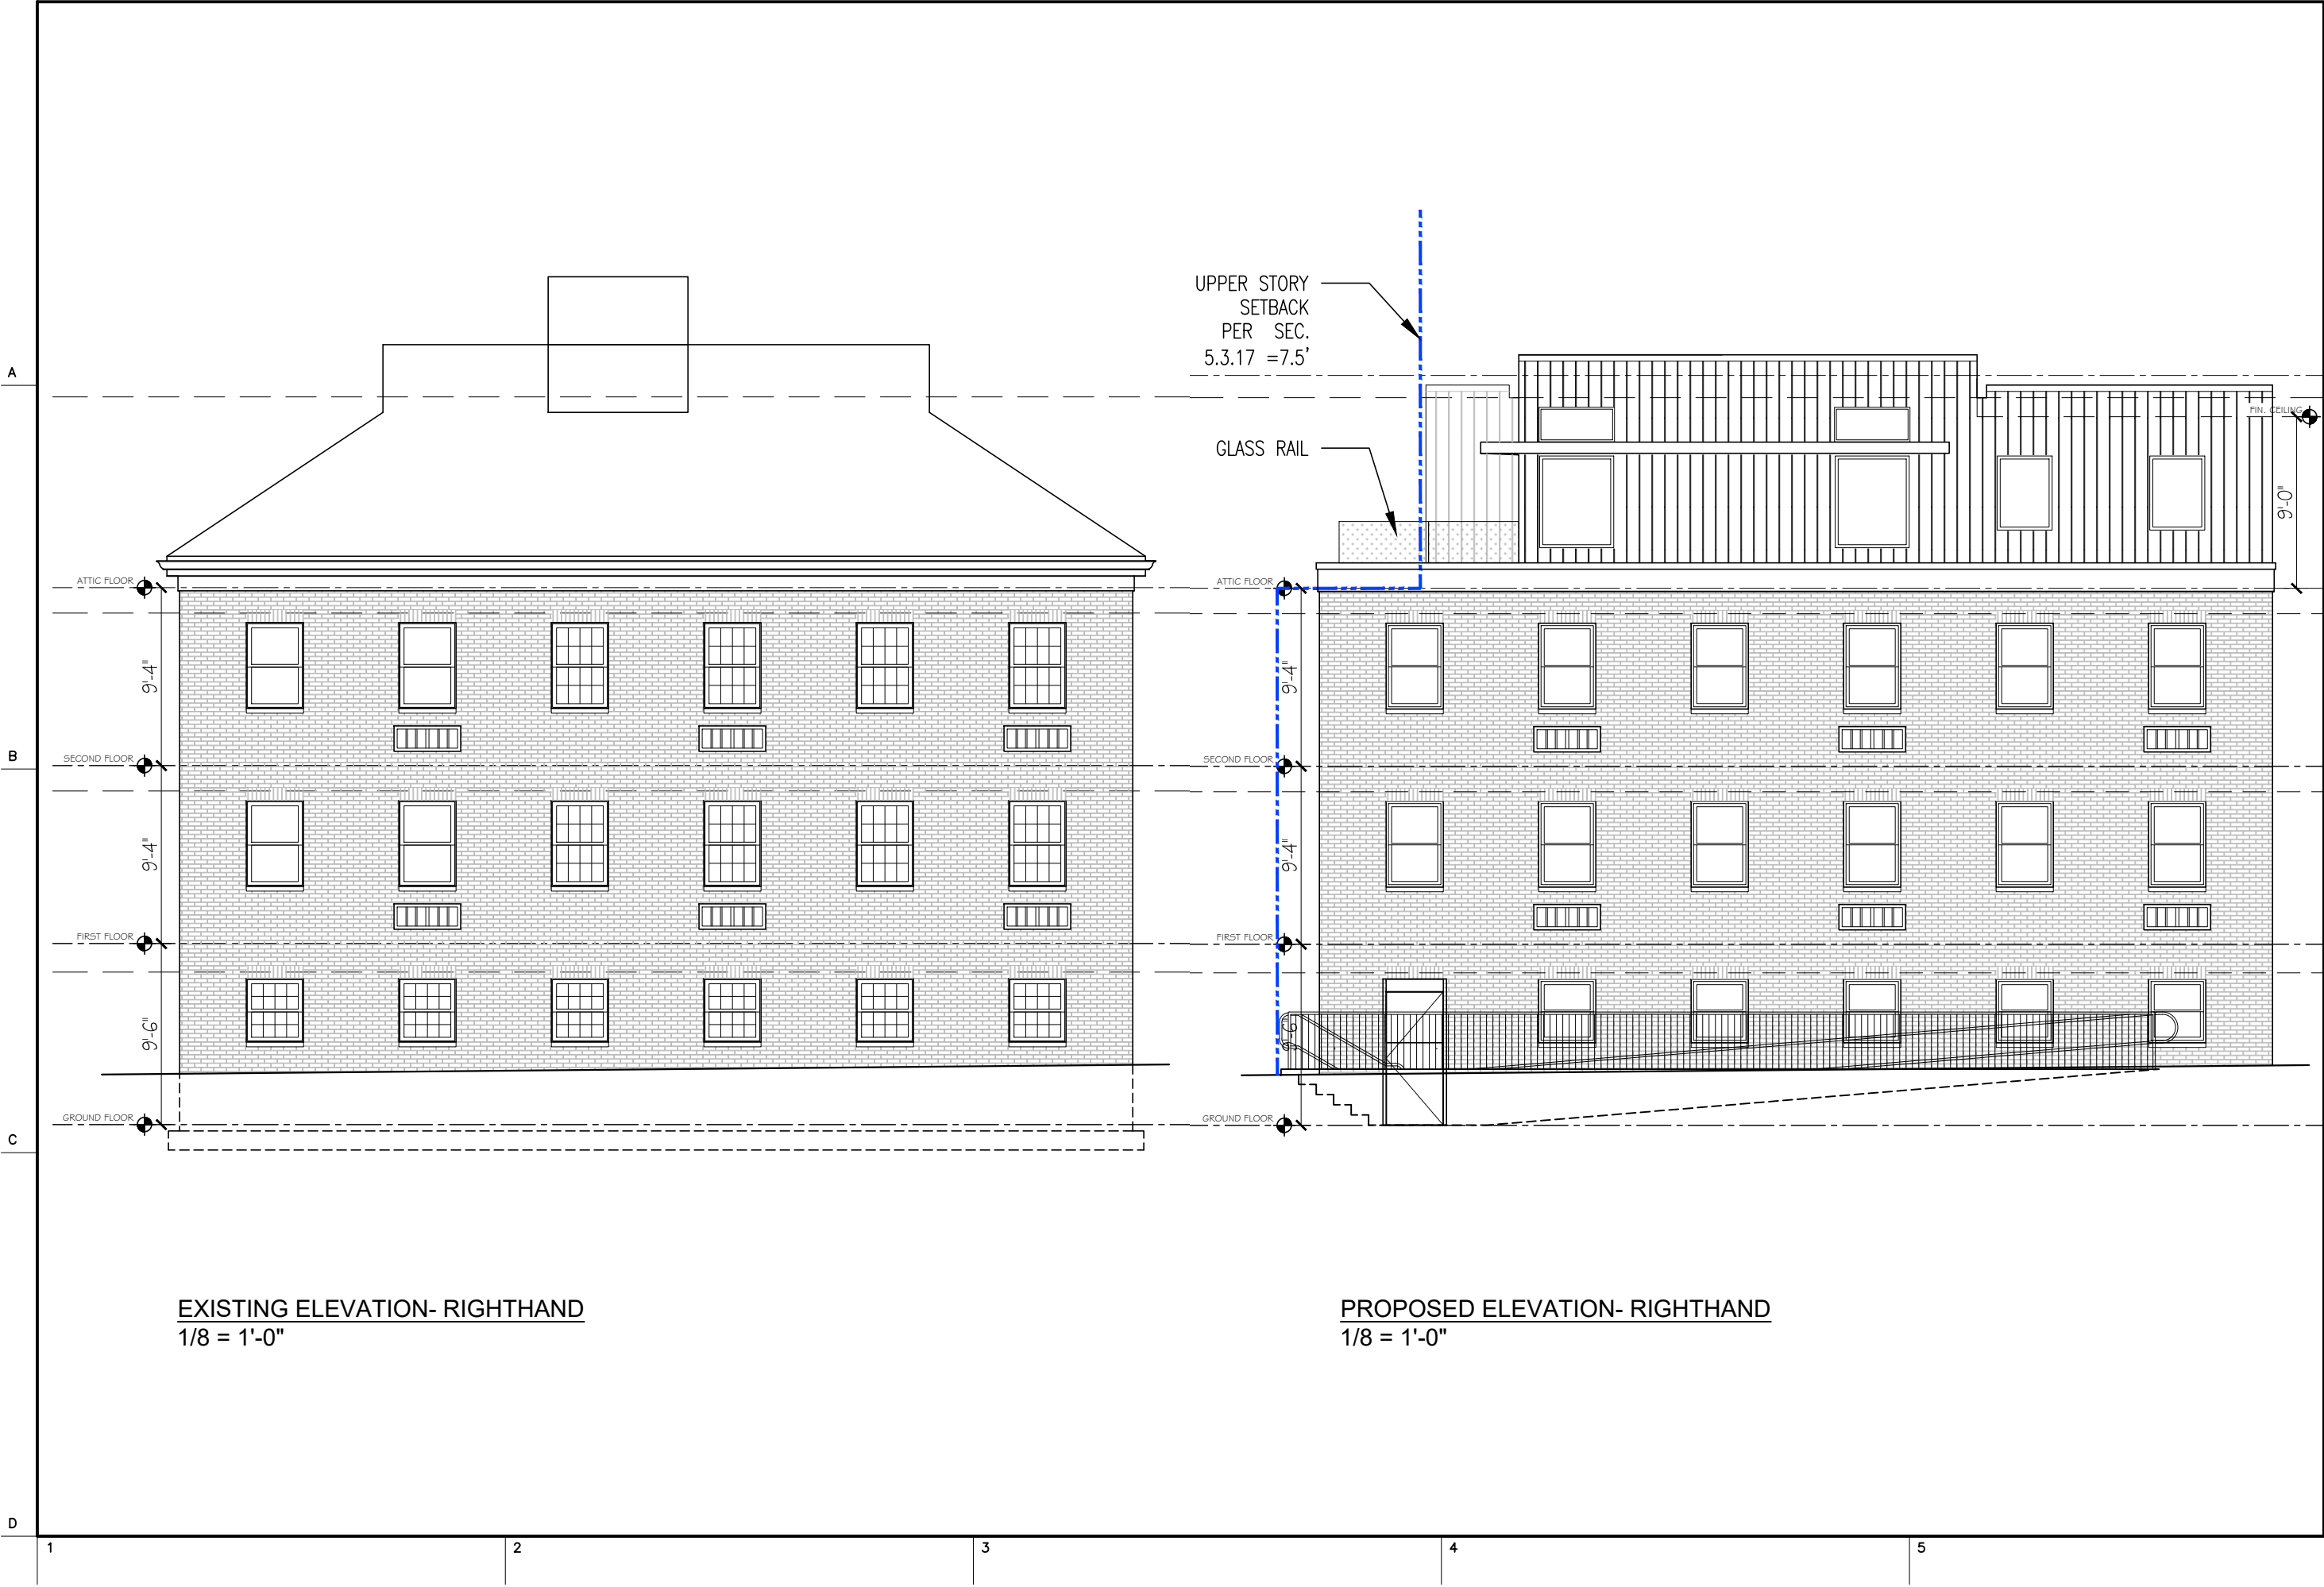 UPPER STORY
SETBACK
PER SEC.
5.3.17 =7.5'
GLASS RAIL
A
FIN. CEILING
9'-0"
ATTIC FLOOR
ATTIC FLOOR
9'-4"
9'-4"
B
SECOND FLOOR
SECOND FLOOR
9'-4"
9'-4"
FIRST FLOOR
FIRST FLOOR
9'-6"
9'-6"
GROUND FLOOR
GROUND FLOOR
C
EXISTING ELEVATION- RIGHTHAND
1/8 = 1'-0"
PROPOSED ELEVATION- RIGHTHAND
1/8 = 1'-0"
D
1
2
3
4
5